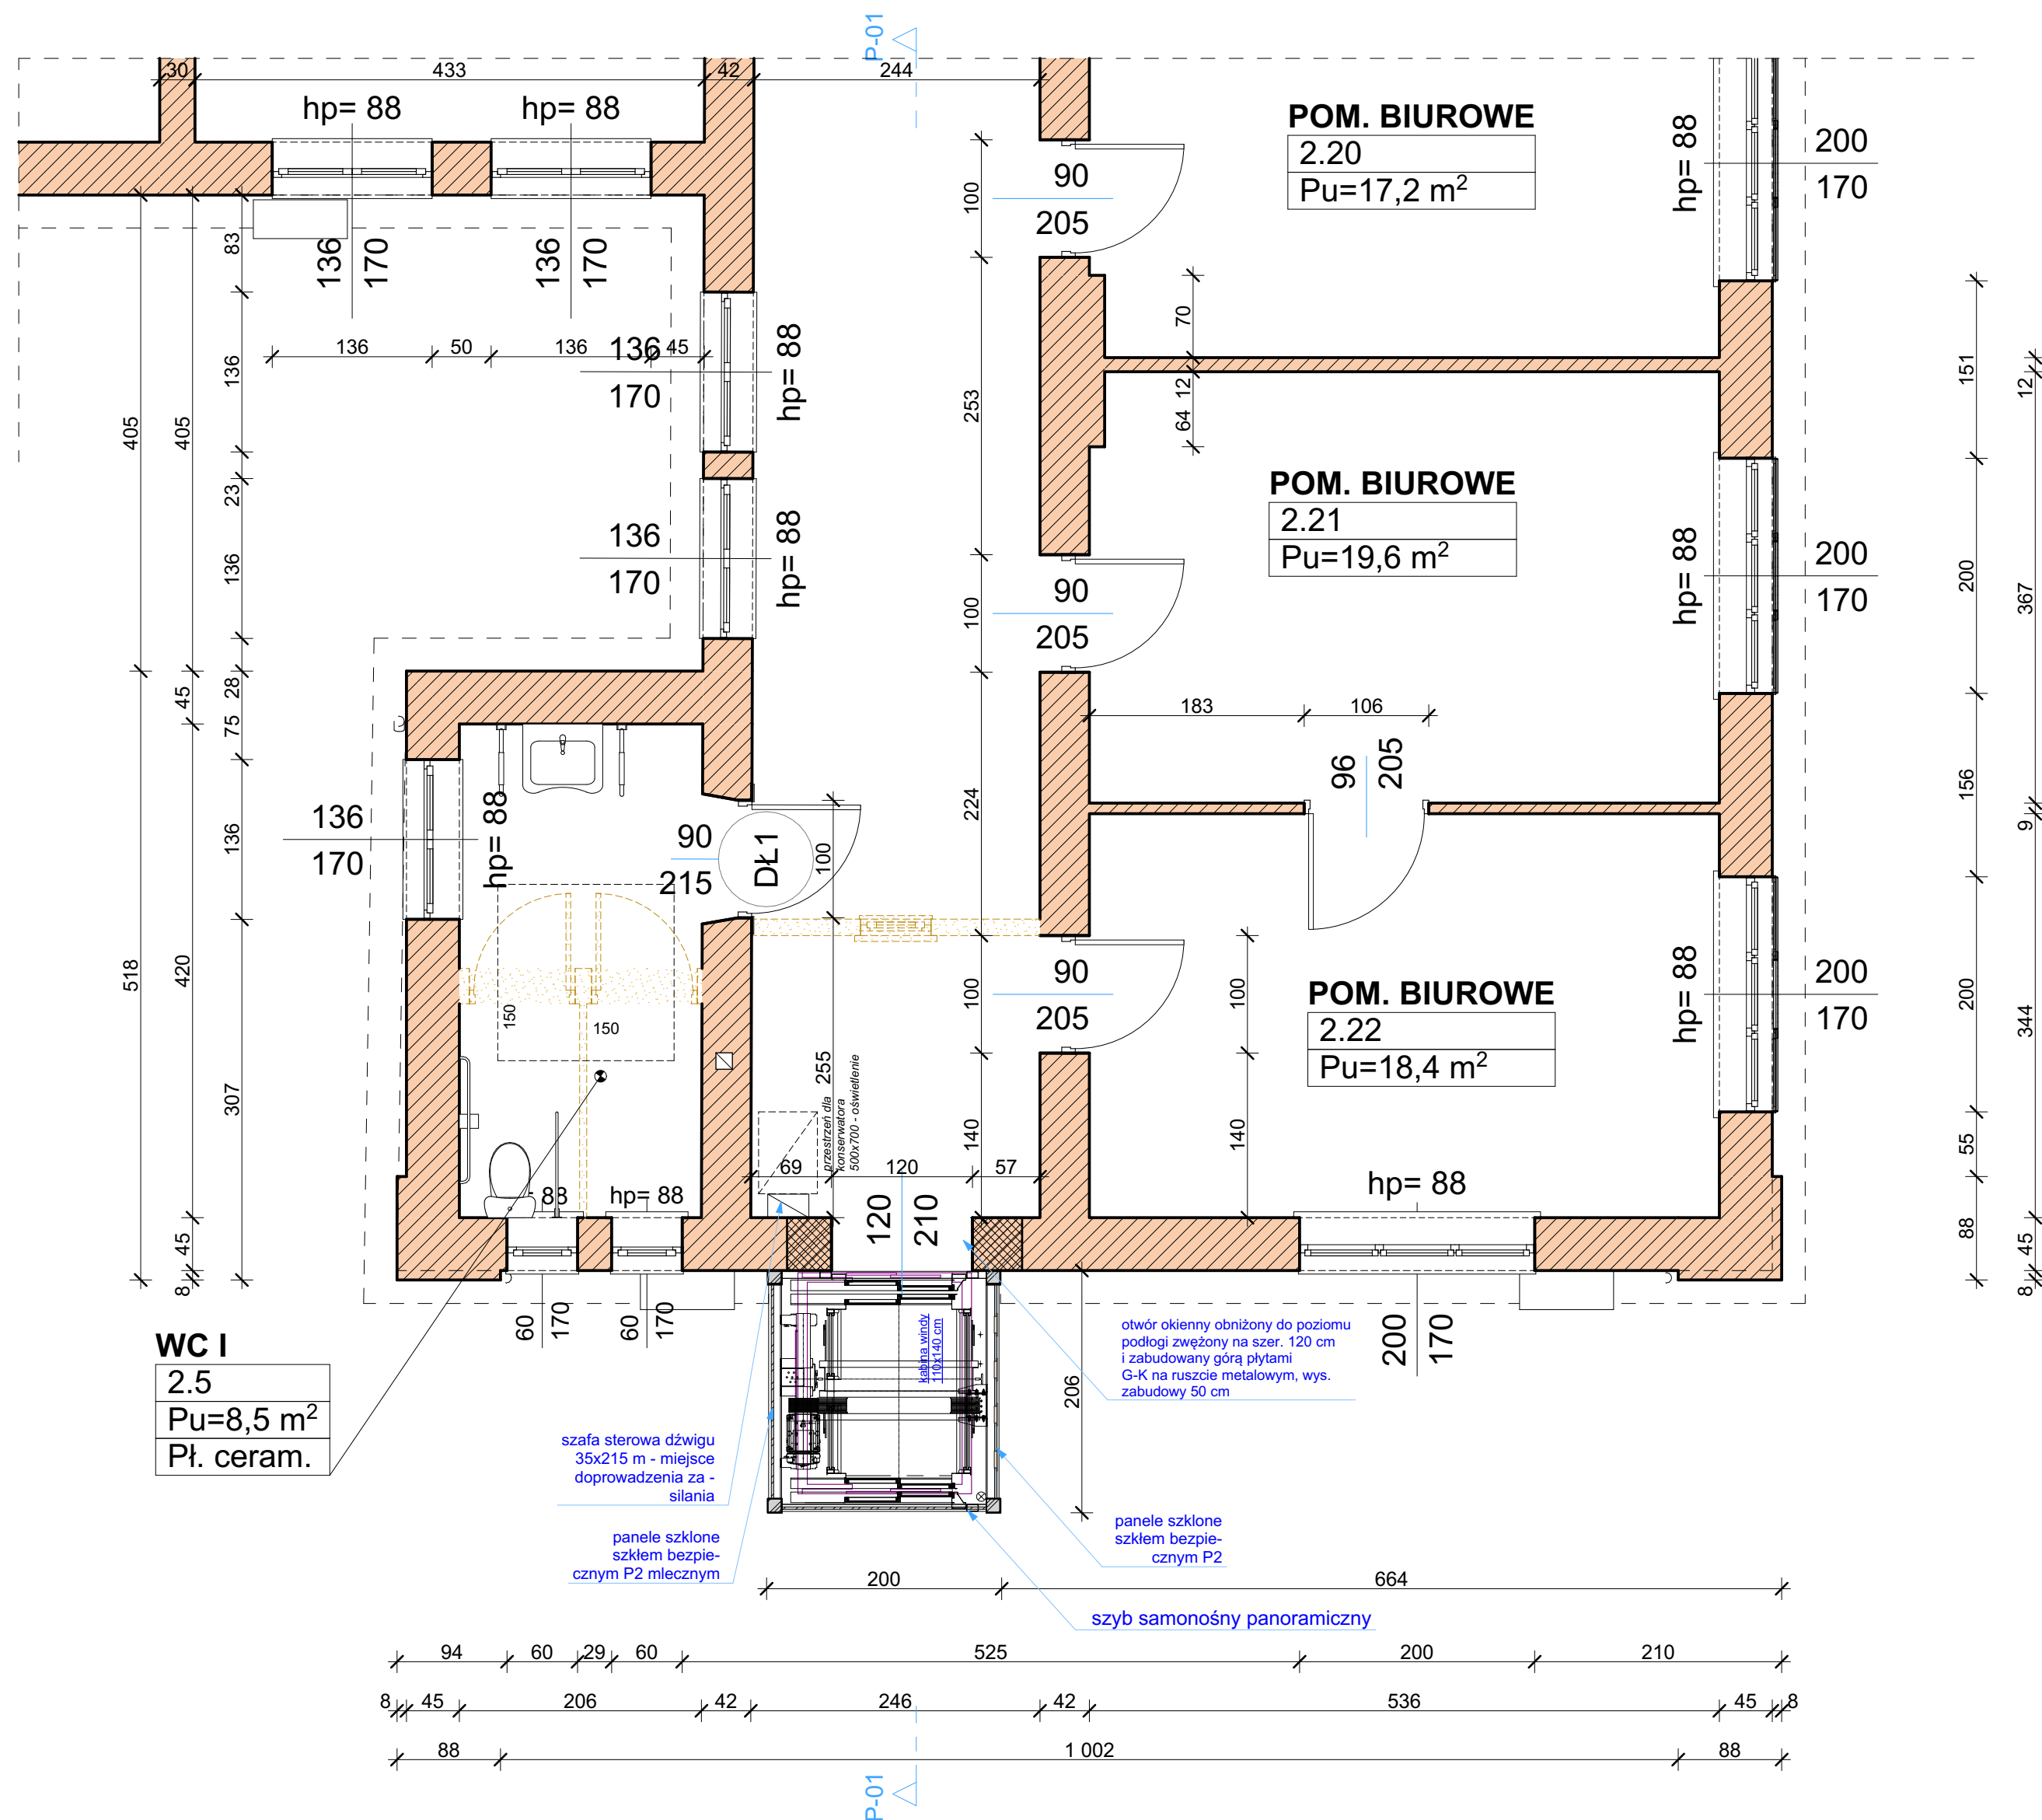 P-01
30
433
42
244
hp= 88
hp= 88
136
170
136
170
POM. BIUROWE
2.20
Pu=17,2 m²
hp= 88
200
170
90
205
100
83
136
50
136
45
136
170
hp= 88
70
12
64
151
12
405
405
136
253
23
136
170
hp= 88
136
POM. BIUROWE
2.21
Pu=19,6 m²
hp= 88
200
170
90
205
100
200
367
28
45
75
183
106
96
205
224
156
9
136
170
hp= 88
136
90
215
DŁ1
100
518
420
307
150
150
90
205
100
100
POM. BIUROWE
2.22
Pu=18,4 m²
hp= 88
200
170
200
344
255
przestrzeń dla
konserwatora
500x700 - oświetlenie
140
140
55
69
120
57
120
210
88
hp= 88
hp= 88
45
8
88
45
8
60
170
60
170
200
170
206
kabina windy
110x140 cm
otwór okienny obniżony do poziomu
podłogi zwężony na szer. 120 cm
i zabudowany górą płytami
G-K na ruszcie metalowym, wys.
zabudowy 50 cm
WC I
2.5
Pu=8,5 m²
Pł. ceram.
szafa sterowa dźwigu
35x215 m - miejsce
doprowadzenia za -
silania
panele szklone
szkłem bezpie-
cznym P2 mlecznym
panele szklone
szkłem bezpie-
cznym P2
200
664
szyb samonośny panoramiczny
94
60
29
60
525
200
210
8
45
206
42
246
42
536
45
8
88
1 002
88
P-01